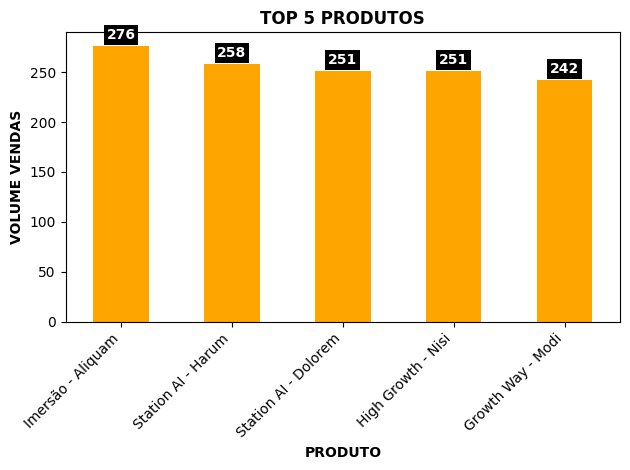 TOP 5 PRODUTOS
276
258
251
251
242
VOLUME VENDAS
250
200
150
100
50
0
Imersão - Aliquam
Station AI - Harum
Station AI - Dolorem
High Growth - Nisi
Growth Way - Modi
PRODUTO